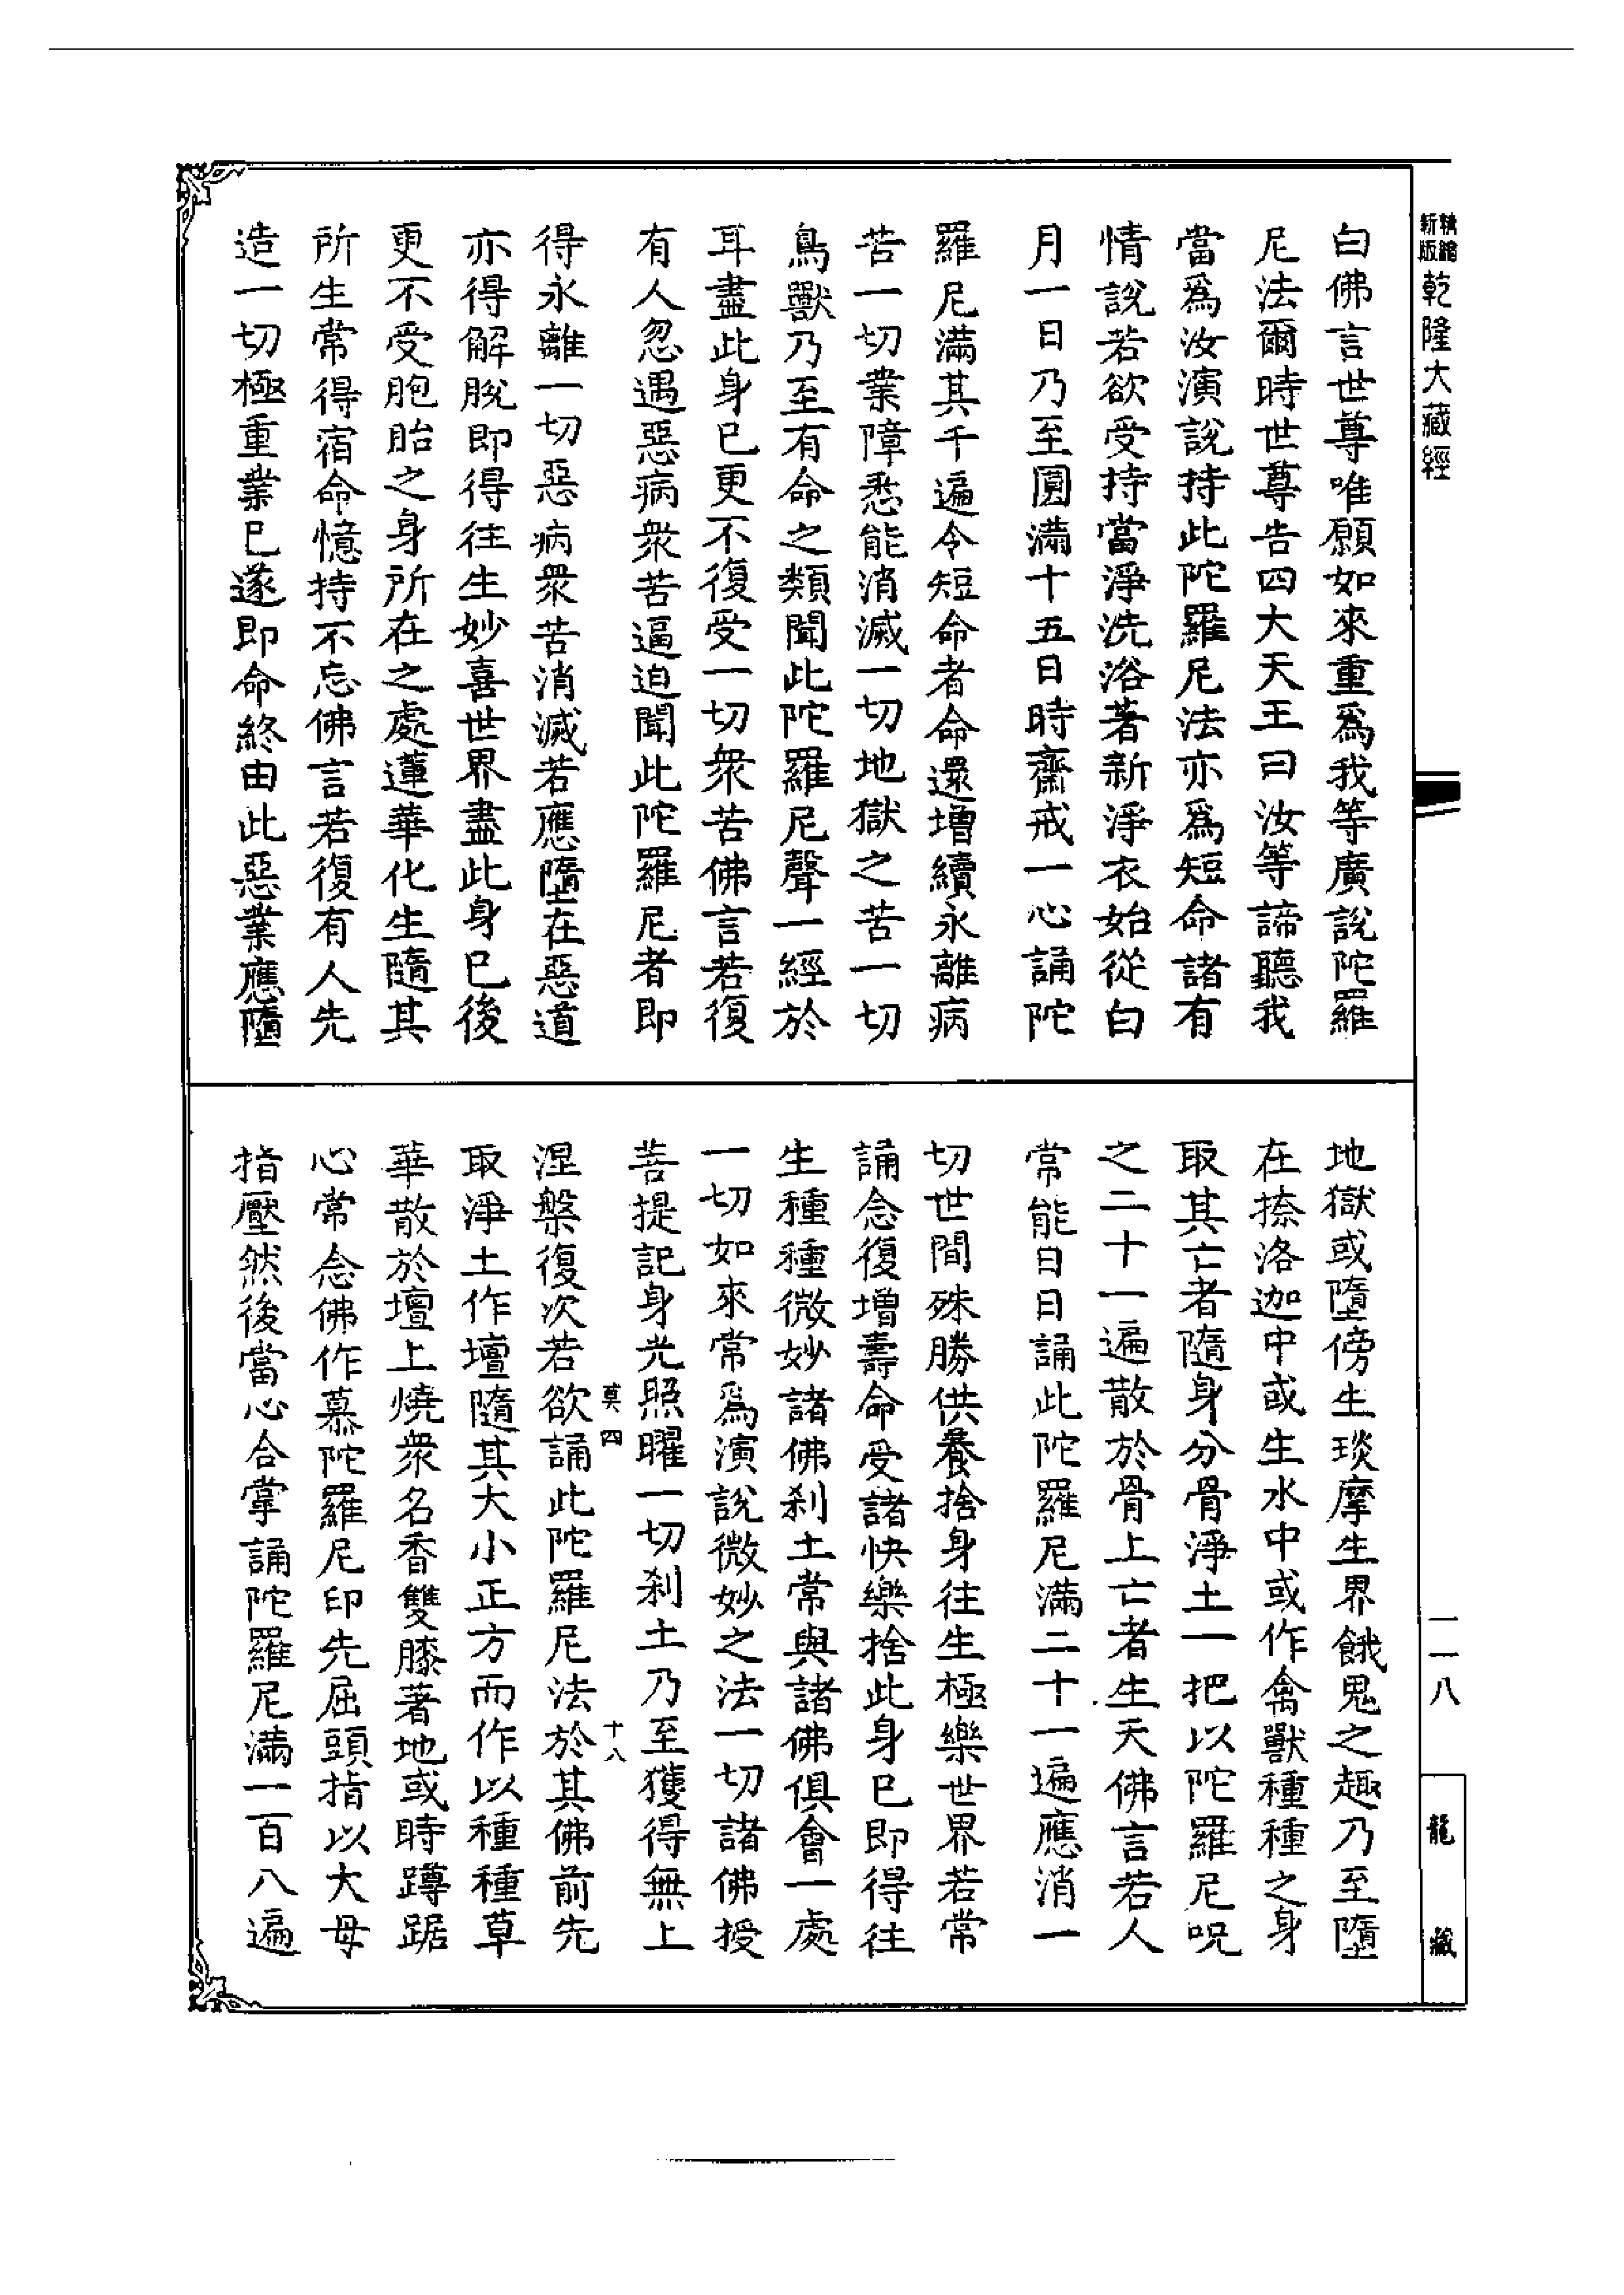 新版精縮乾隆大藏經
白佛言世尊唯願如來重爲我等廣說陀羅
尼法爾時世尊告四大天王曰汝等諦聽我
當爲汝演說持此陀羅尼法亦爲短命諸有
情說若欲受持當淨洗浴著新淨衣始從白
月一日乃至圓滿十五日時齋戒一心誦陀
羅尼滿其千遍令短命者命還增續永離病
苦一切業障悉能消滅一切地獄之苦一切
鳥獸乃至有命之類聞此陀羅尼聲一經於
耳盡此身已更不復受一切衆苦佛言若復
有人忽遇惡病衆苦逼迫聞此陀羅尼者即
得永離一切惡病衆苦消滅若應墮在惡道
亦得解脫即得往生妙喜世界盡此身已後
更不受胞胎之身所在之處蓮華化生隨其
所生常得宿命憶持不忘佛言若復有人先
造一切極重業已遂即命終由此惡業應墮
地獄或墮傍生琰摩生界餓鬼之趣乃至墮
在捺洛迦中或生水中或作禽獸種種之身
取其亡者隨身分骨淨土一把以陀羅尼呪
之二十一遍散於骨上亡者生天佛言若人
常能日日誦此陀羅尼滿二十一遍應消一
切世間殊勝供養捨身往生極樂世界若常
誦念復增壽命受諸快樂捨此身已即得往
生種種微妙諸佛刹土常與諸佛俱會一處
一切如來常爲演說微妙之法一切諸佛授
菩提記身光照曜一切刹土乃至獲得無上
莫四 十八
涅槃復次若欲誦此陀羅尼法於其佛前先
取淨土作壇隨其大小正方而作以種種草
華散於壇上燒衆名香雙膝著地或時蹲踞
心常念佛作慕陀羅尼印先屈頭指以大母
指壓然後當心合掌誦陀羅尼滿一百八遍
一一八
龍藏